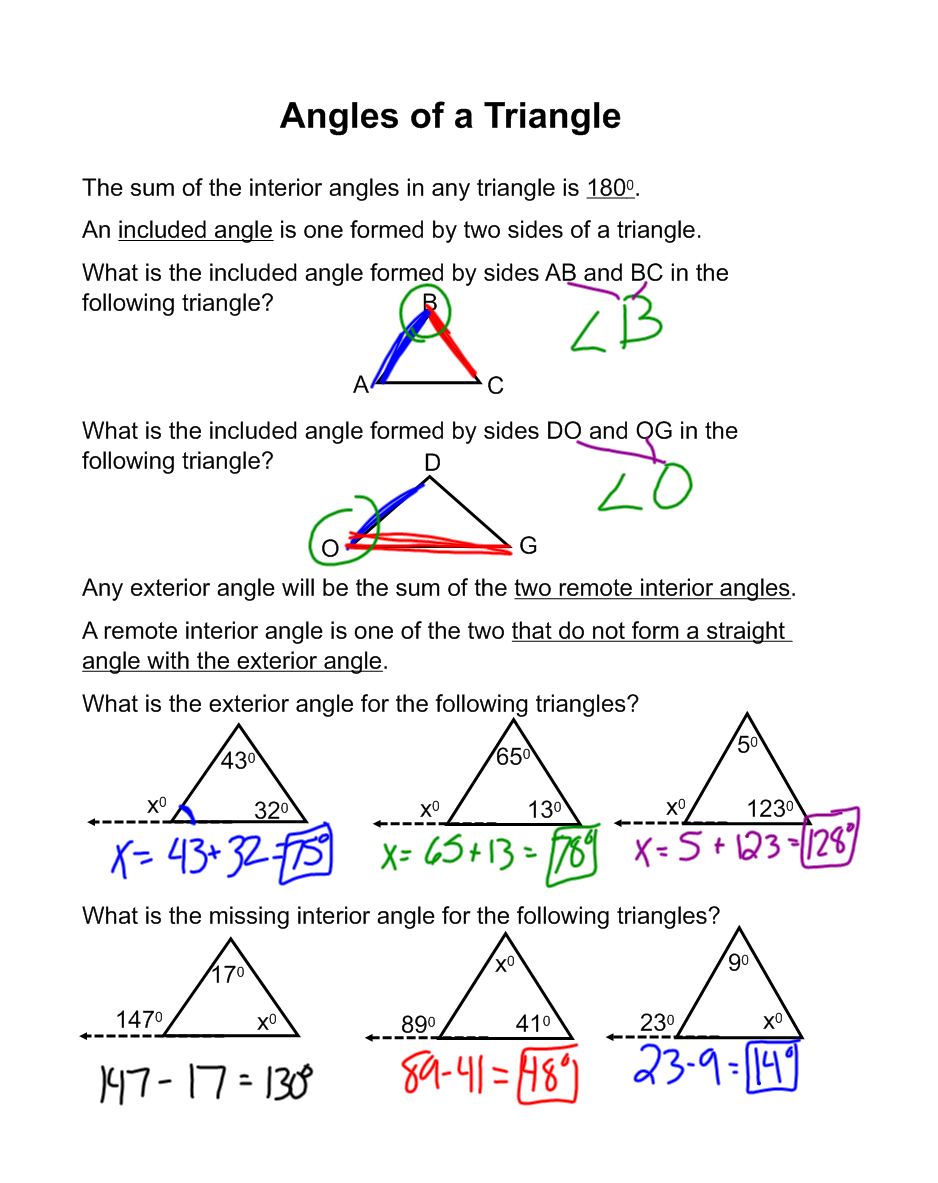 Angles of a Triangle
The sum of the interior angles in any triangle is 180⁰.
An included angle is one formed by two sides of a triangle.
What is the included angle formed by sides AB and BC in the
following triangle?
B
∠B
A
C
What is the included angle formed by sides DO and OG in the
following triangle?
D
∠O
O
G
Any exterior angle will be the sum of the two remote interior angles.
A remote interior angle is one of the two that do not form a straight
angle with the exterior angle.
What is the exterior angle for the following triangles?
43⁰ 65⁰ 5⁰
x⁰ 32⁰ x⁰ 13⁰ x⁰ 123⁰
x = 43 + 32 = 75° x = 65 + 13 = 78° x = 5 + 123 = 128°
What is the missing interior angle for the following triangles?
17⁰ x⁰ 9⁰
147⁰ x⁰ 89⁰ 41⁰ 23⁰ x⁰
147 - 17 = 130° 89 - 41 = 48° 23 - 9 = 14°